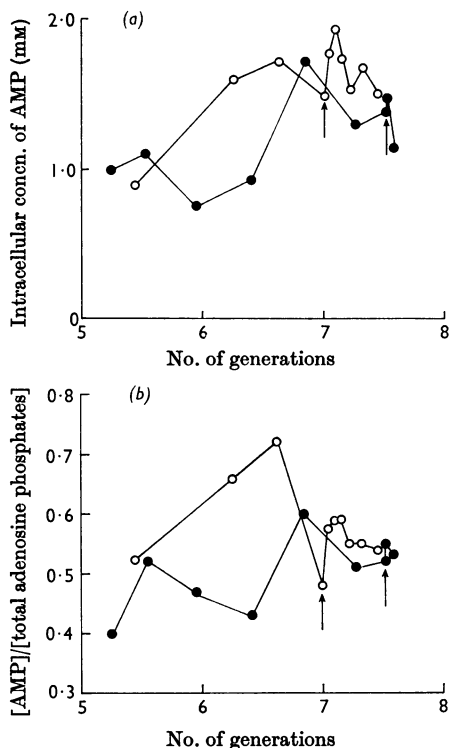 (a)
2·0
1·0
0
Intracellular concn. of AMP (mM)
5 6 7 8
No. of generations
(b)
0·8
0·7
0·6
0·5
0·4
0·3
[AMP]/[total adenosine phosphates]
5 6 7 8
No. of generations